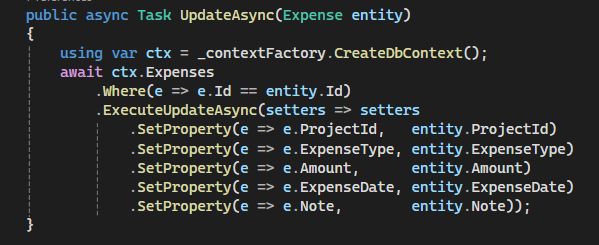 public async Task UpdateAsync(Expense entity)
{
    using var ctx = _contextFactory.CreateDbContext();
    await ctx.Expenses
        .Where(e => e.Id == entity.Id)
        .ExecuteUpdateAsync(setters => setters
            .SetProperty(e => e.ProjectId,   entity.ProjectId)
            .SetProperty(e => e.ExpenseType, entity.ExpenseType)
            .SetProperty(e => e.Amount,      entity.Amount)
            .SetProperty(e => e.ExpenseDate, entity.ExpenseDate)
            .SetProperty(e => e.Note,        entity.Note));
}